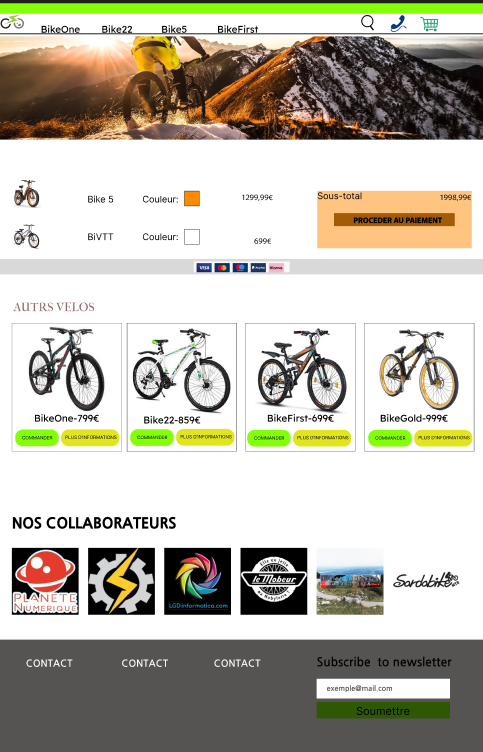 BikeOne Bike22 Bike5 BikeFirst
Bike 5 Couleur: 1299,99€
BiVTT Couleur: 699€
Sous-total 1998,99€
PROCEDER AU PAIEMENT
VISA PayPal Klarna.
AUTRS VELOS
BikeOne-799€
COMMANDER PLUS D'INFORMATIONS
Bike22-859€
COMMANDER PLUS D'INFORMATIONS
BikeFirst-699€
COMMANDER PLUS D'INFORMATIONS
BikeGold-999€
COMMANDER PLUS D'INFORMATIONS
NOS COLLABORATEURS
PLANETE
NUMERIQUE
LGDinformatica.com
le Mobeur
Sardabike
CONTACT CONTACT CONTACT
Subscribe to newsletter
exemple@mail.com
Soumettre